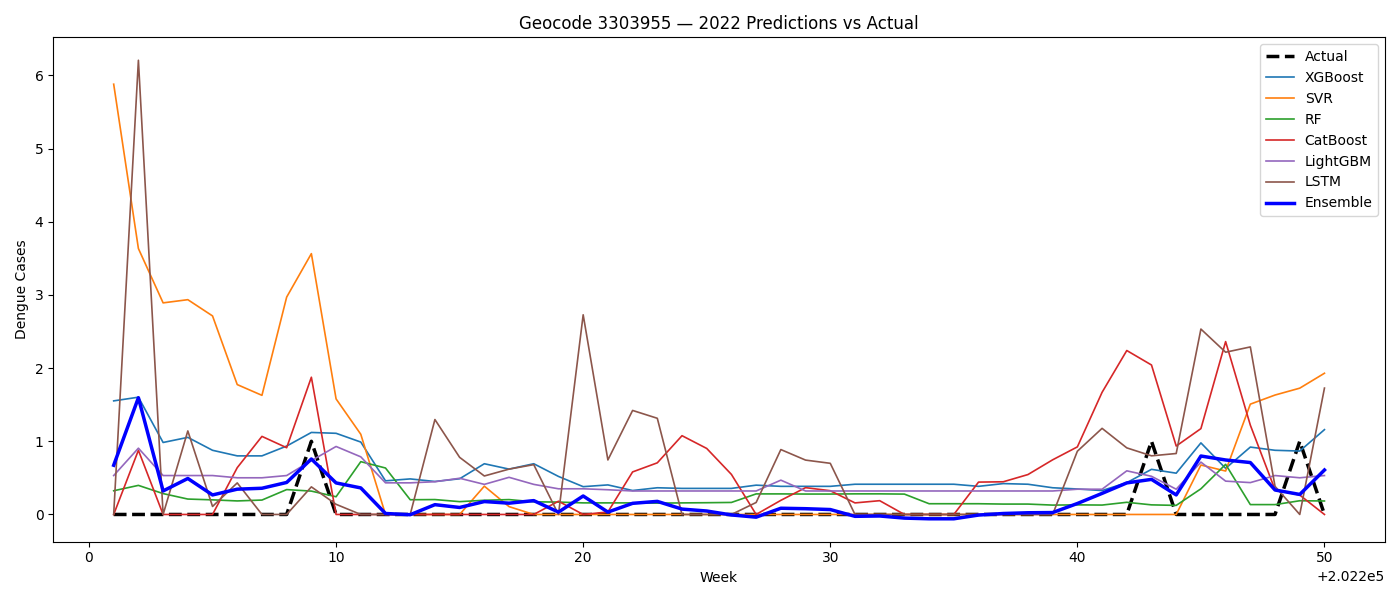 Geocode 3303955 — 2022 Predictions vs Actual
Dengue Cases
6
5
4
3
2
1
0
Actual
XGBoost
SVR
RF
CatBoost
LightGBM
LSTM
Ensemble
0
10
20
30
40
50
Week
+2.022e5